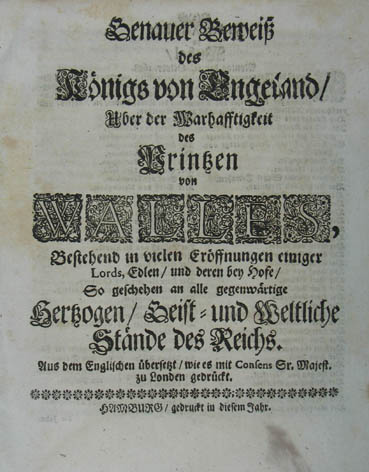 Genauer Beweiß
des
Königs von Engeland/
Uber der Warhafftigkeit
des
Printzen
von
WALLES,
Bestehend in vielen Eröffnungen einiger
Lords, Edlen/ und deren bey Hofe/
So geschehen an alle gegenwärtige
Hertzogen/ Geist- und Weltliche
Stände des Reichs.
Aus dem Englischen übersetzt/ wie es mit Consens Sr. Majest.
zu Londen gedrückt.
HAMBURG/ gedruckt in diesem Jahr.